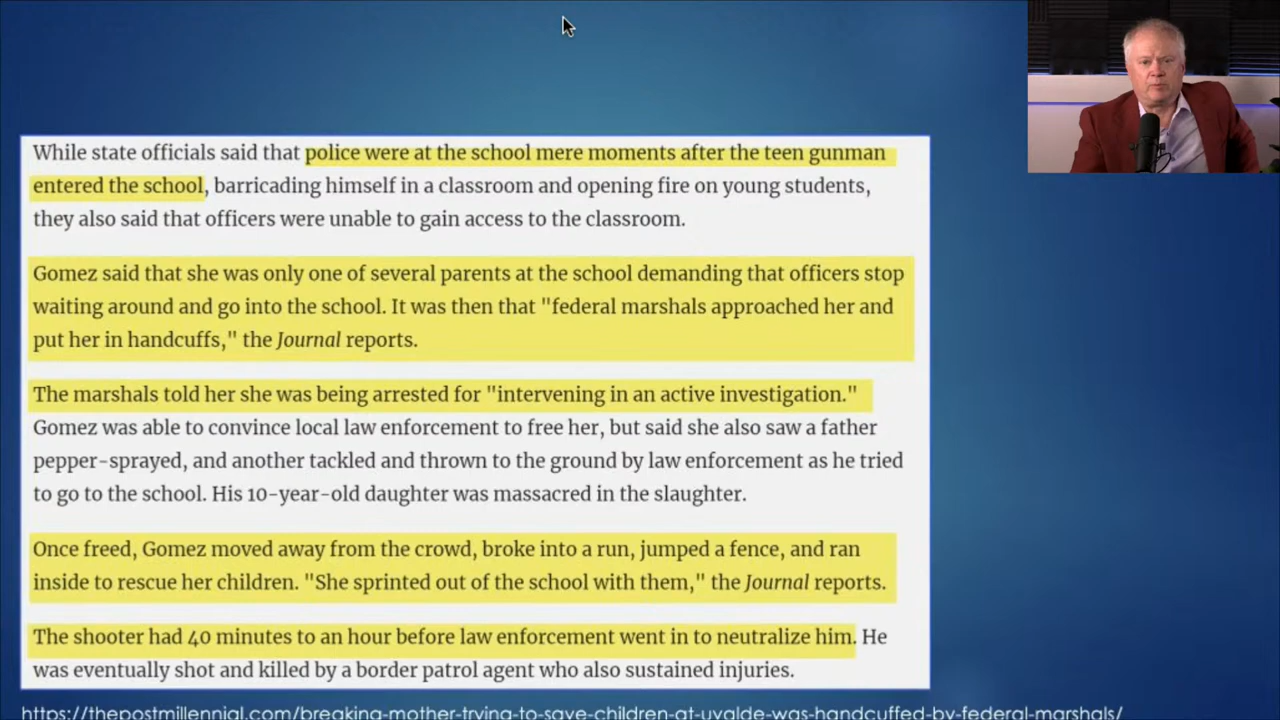 While state officials said that police were at the school mere moments after the teen gunman
entered the school, barricading himself in a classroom and opening fire on young students,
they also said that officers were unable to gain access to the classroom.
Gomez said that she was only one of several parents at the school demanding that officers stop
waiting around and go into the school. It was then that "federal marshals approached her and
put her in handcuffs," the Journal reports.
The marshals told her she was being arrested for "intervening in an active investigation."
Gomez was able to convince local law enforcement to free her, but said she also saw a father
pepper-sprayed, and another tackled and thrown to the ground by law enforcement as he tried
to go to the school. His 10-year-old daughter was massacred in the slaughter.
Once freed, Gomez moved away from the crowd, broke into a run, jumped a fence, and ran
inside to rescue her children. "She sprinted out of the school with them," the Journal reports.
The shooter had 40 minutes to an hour before law enforcement went in to neutralize him. He
was eventually shot and killed by a border patrol agent who also sustained injuries.
https://thepostmillennial.com/breaking-mother-trying-to-save-children-at-uvalde-was-handcuffed-by-federal-marshals/